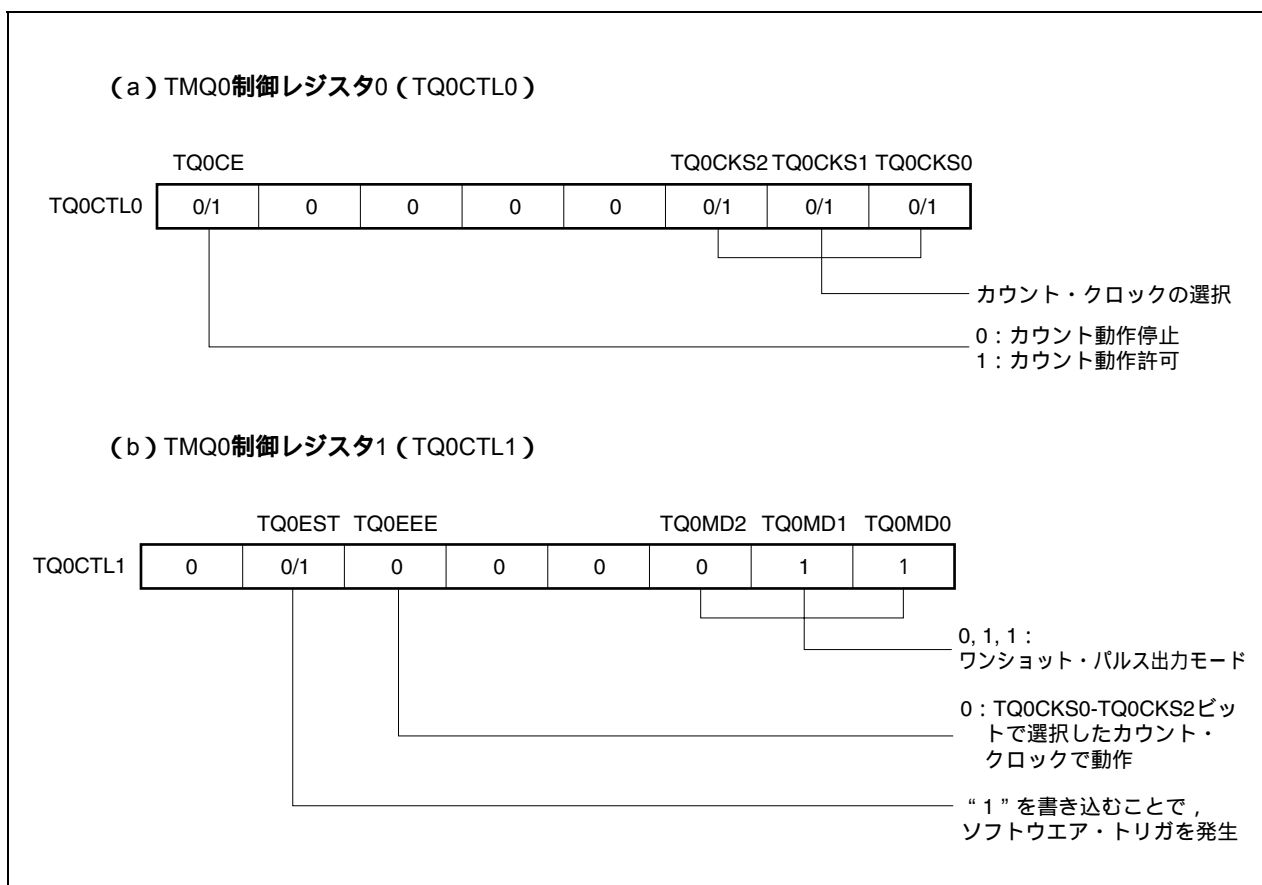 (a)TMQ0制御レジスタ0(TQ0CTL0)
TQ0CE TQ0CKS2 TQ0CKS1 TQ0CKS0
TQ0CTL0 0/1 0 0 0 0 0/1 0/1 0/1
カウント・クロックの選択
0:カウント動作停止
1:カウント動作許可
(b)TMQ0制御レジスタ1(TQ0CTL1)
TQ0EST TQ0EEE TQ0MD2 TQ0MD1 TQ0MD0
TQ0CTL1 0 0/1 0 0 0 0 1 1
0, 1, 1:
ワンショット・パルス出力モード
0:TQ0CKS0-TQ0CKS2ビッ
トで選択したカウント・
クロックで動作
“1”を書き込むことで,
ソフトウエア・トリガを発生